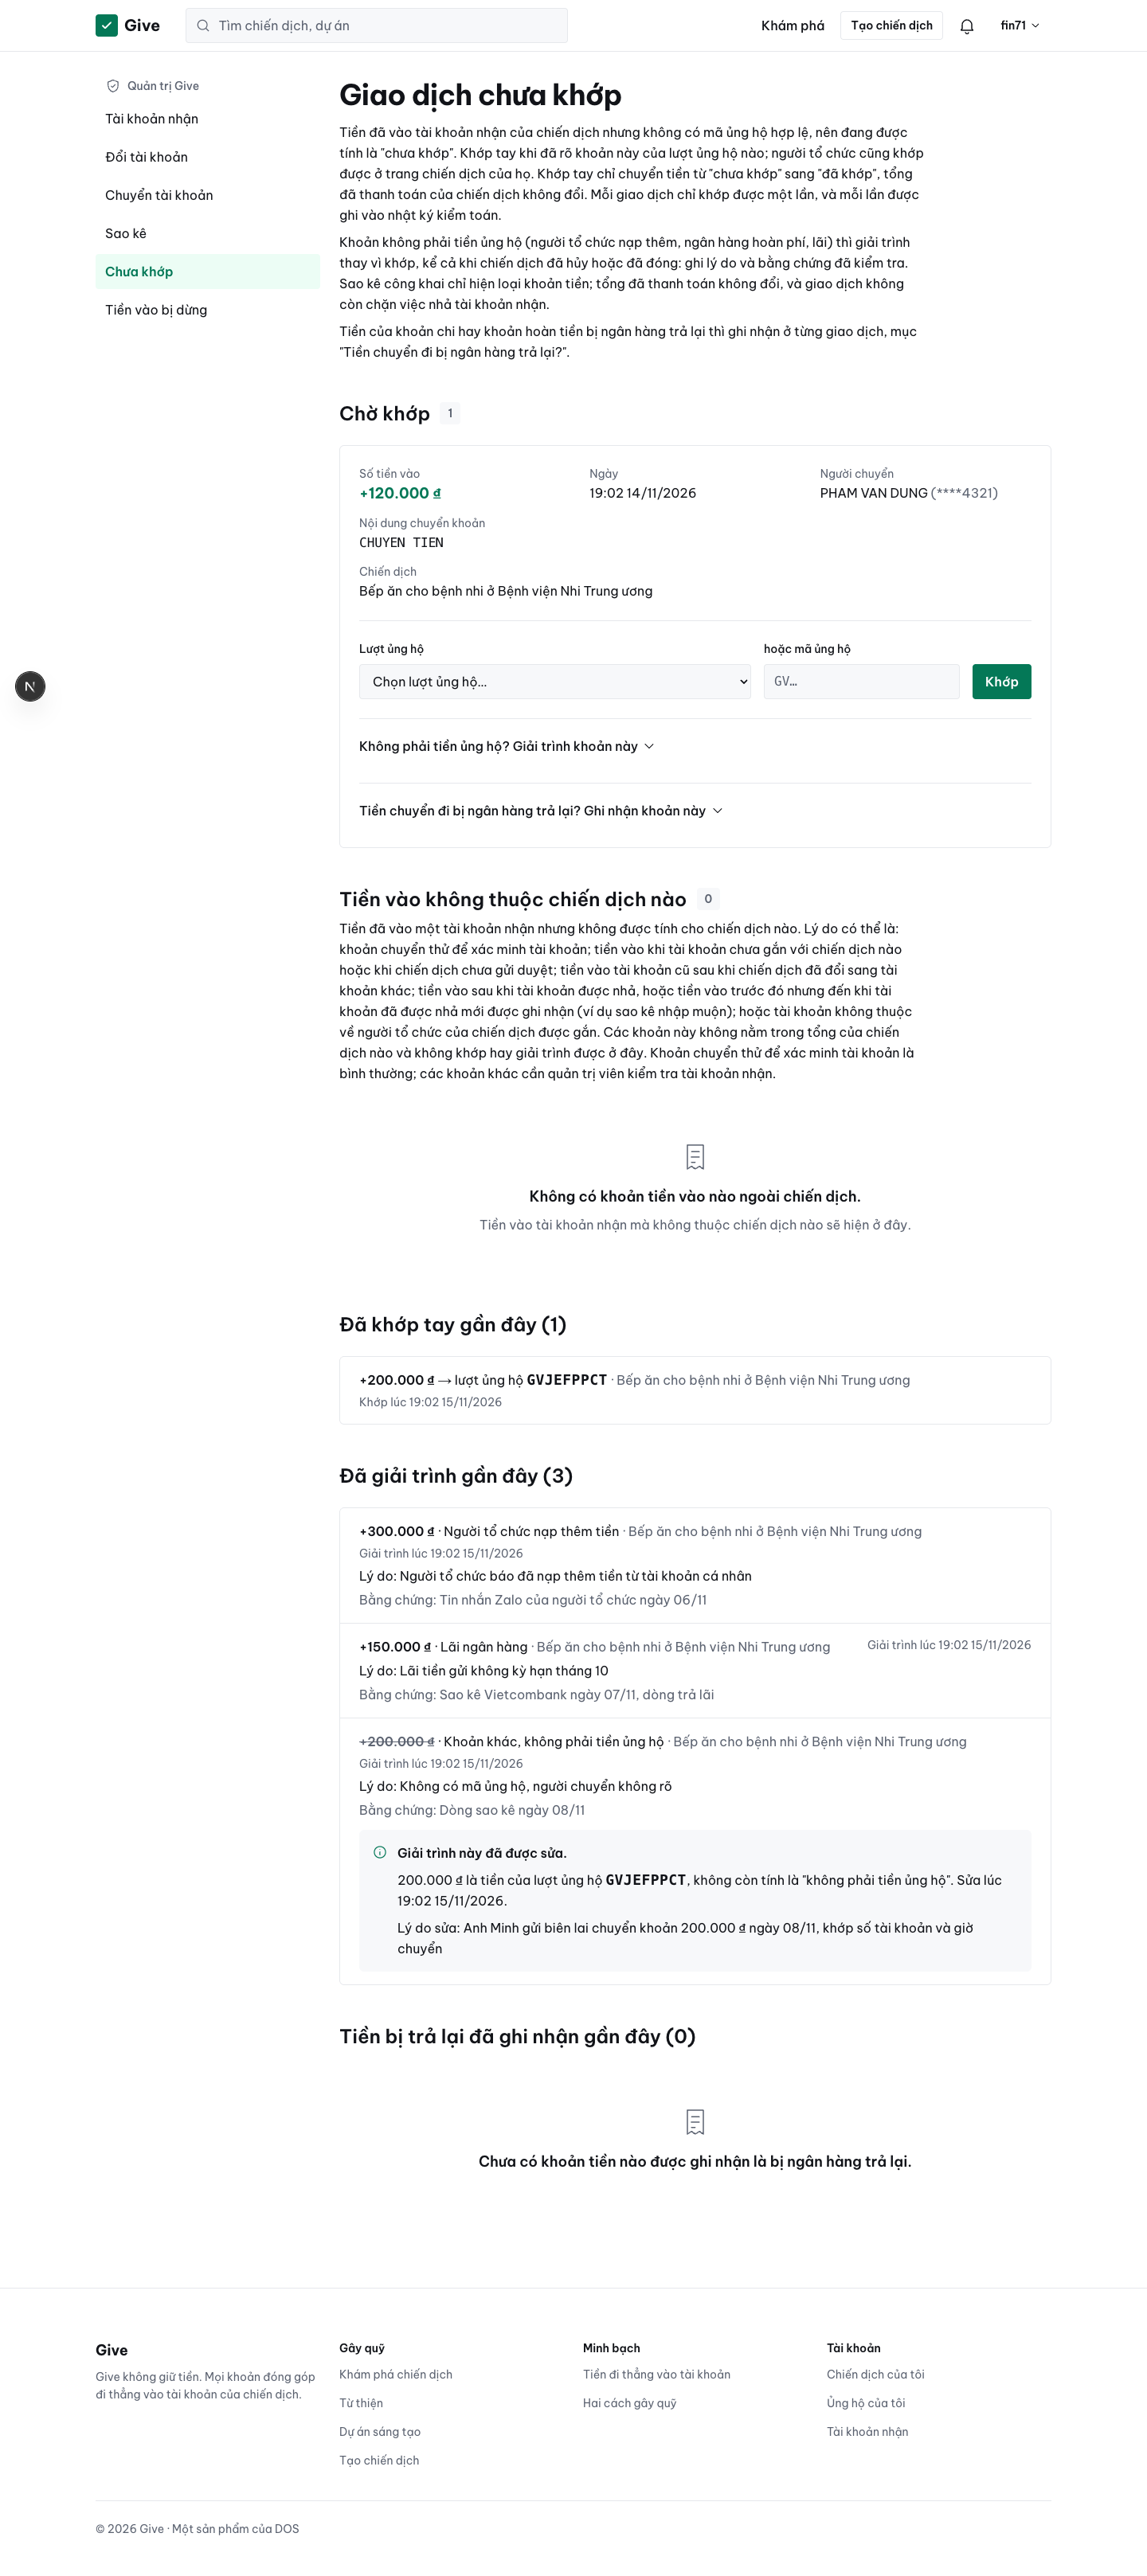 Give
Tìm chiến dịch, dự án
Khám phá
Tạo chiến dịch
fin71
Quản trị Give
Tài khoản nhận
Đổi tài khoản
Chuyển tài khoản
Sao kê
Chưa khớp
Tiền vào bị dừng
Giao dịch chưa khớp
Tiền đã vào tài khoản nhận của chiến dịch nhưng không có mã ủng hộ hợp lệ, nên đang được
tính là "chưa khớp". Khớp tay khi đã rõ khoản này của lượt ủng hộ nào; người tổ chức cũng khớp
được ở trang chiến dịch của họ. Khớp tay chỉ chuyển tiền từ "chưa khớp" sang "đã khớp", tổng
đã thanh toán của chiến dịch không đổi. Mỗi giao dịch chỉ khớp được một lần, và mỗi lần được
ghi vào nhật ký kiểm toán.
Khoản không phải tiền ủng hộ (người tổ chức nạp thêm, ngân hàng hoàn phí, lãi) thì giải trình
thay vì khớp, kể cả khi chiến dịch đã hủy hoặc đã đóng: ghi lý do và bằng chứng đã kiểm tra.
Sao kê công khai chỉ hiện loại khoản tiền; tổng đã thanh toán không đổi, và giao dịch không
còn chặn việc nhả tài khoản nhận.
Tiền của khoản chi hay khoản hoàn tiền bị ngân hàng trả lại thì ghi nhận ở từng giao dịch, mục
"Tiền chuyển đi bị ngân hàng trả lại?".
Chờ khớp 1
Số tiền vào
+120.000 ₫
Ngày
19:02 14/11/2026
Người chuyển
PHAM VAN DUNG (****4321)
Nội dung chuyển khoản
CHUYEN TIEN
Chiến dịch
Bếp ăn cho bệnh nhi ở Bệnh viện Nhi Trung ương
Lượt ủng hộ
Chọn lượt ủng hộ...
hoặc mã ủng hộ
GV…
Khớp
Không phải tiền ủng hộ? Giải trình khoản này
Tiền chuyển đi bị ngân hàng trả lại? Ghi nhận khoản này
Tiền vào không thuộc chiến dịch nào 0
Tiền đã vào một tài khoản nhận nhưng không được tính cho chiến dịch nào. Lý do có thể là:
khoản chuyển thử để xác minh tài khoản; tiền vào khi tài khoản chưa gắn với chiến dịch nào
hoặc khi chiến dịch chưa gửi duyệt; tiền vào tài khoản cũ sau khi chiến dịch đã đổi sang tài
khoản khác; tiền vào sau khi tài khoản được nhả, hoặc tiền vào trước đó nhưng đến khi tài
khoản đã được nhả mới được ghi nhận (ví dụ sao kê nhập muộn); hoặc tài khoản không thuộc
về người tổ chức của chiến dịch được gắn. Các khoản này không nằm trong tổng của chiến
dịch nào và không khớp hay giải trình được ở đây. Khoản chuyển thử để xác minh tài khoản là
bình thường; các khoản khác cần quản trị viên kiểm tra tài khoản nhận.
Không có khoản tiền vào nào ngoài chiến dịch.
Tiền vào tài khoản nhận mà không thuộc chiến dịch nào sẽ hiện ở đây.
Đã khớp tay gần đây (1)
+200.000 ₫ → lượt ủng hộ GVJEFPPCT · Bếp ăn cho bệnh nhi ở Bệnh viện Nhi Trung ương
Khớp lúc 19:02 15/11/2026
Đã giải trình gần đây (3)
+300.000 ₫ · Người tổ chức nạp thêm tiền · Bếp ăn cho bệnh nhi ở Bệnh viện Nhi Trung ương
Giải trình lúc 19:02 15/11/2026
Lý do: Người tổ chức báo đã nạp thêm tiền từ tài khoản cá nhân
Bằng chứng: Tin nhắn Zalo của người tổ chức ngày 06/11
+150.000 ₫ · Lãi ngân hàng · Bếp ăn cho bệnh nhi ở Bệnh viện Nhi Trung ương
Giải trình lúc 19:02 15/11/2026
Lý do: Lãi tiền gửi không kỳ hạn tháng 10
Bằng chứng: Sao kê Vietcombank ngày 07/11, dòng trả lãi
+200.000 ₫ · Khoản khác, không phải tiền ủng hộ · Bếp ăn cho bệnh nhi ở Bệnh viện Nhi Trung ương
Giải trình lúc 19:02 15/11/2026
Lý do: Không có mã ủng hộ, người chuyển không rõ
Bằng chứng: Dòng sao kê ngày 08/11
Giải trình này đã được sửa.
200.000 ₫ là tiền của lượt ủng hộ GVJEFPPCT, không còn tính là "không phải tiền ủng hộ". Sửa lúc
19:02 15/11/2026.
Lý do sửa: Anh Minh gửi biên lai chuyển khoản 200.000 ₫ ngày 08/11, khớp số tài khoản và giờ
chuyển
Tiền bị trả lại đã ghi nhận gần đây (0)
Chưa có khoản tiền nào được ghi nhận là bị ngân hàng trả lại.
Give
Give không giữ tiền. Mọi khoản đóng góp
đi thẳng vào tài khoản của chiến dịch.
Gây quỹ
Khám phá chiến dịch
Từ thiện
Dự án sáng tạo
Tạo chiến dịch
Minh bạch
Tiền đi thẳng vào tài khoản
Hai cách gây quỹ
Tài khoản
Chiến dịch của tôi
Ủng hộ của tôi
Tài khoản nhận
© 2026 Give · Một sản phẩm của DOS